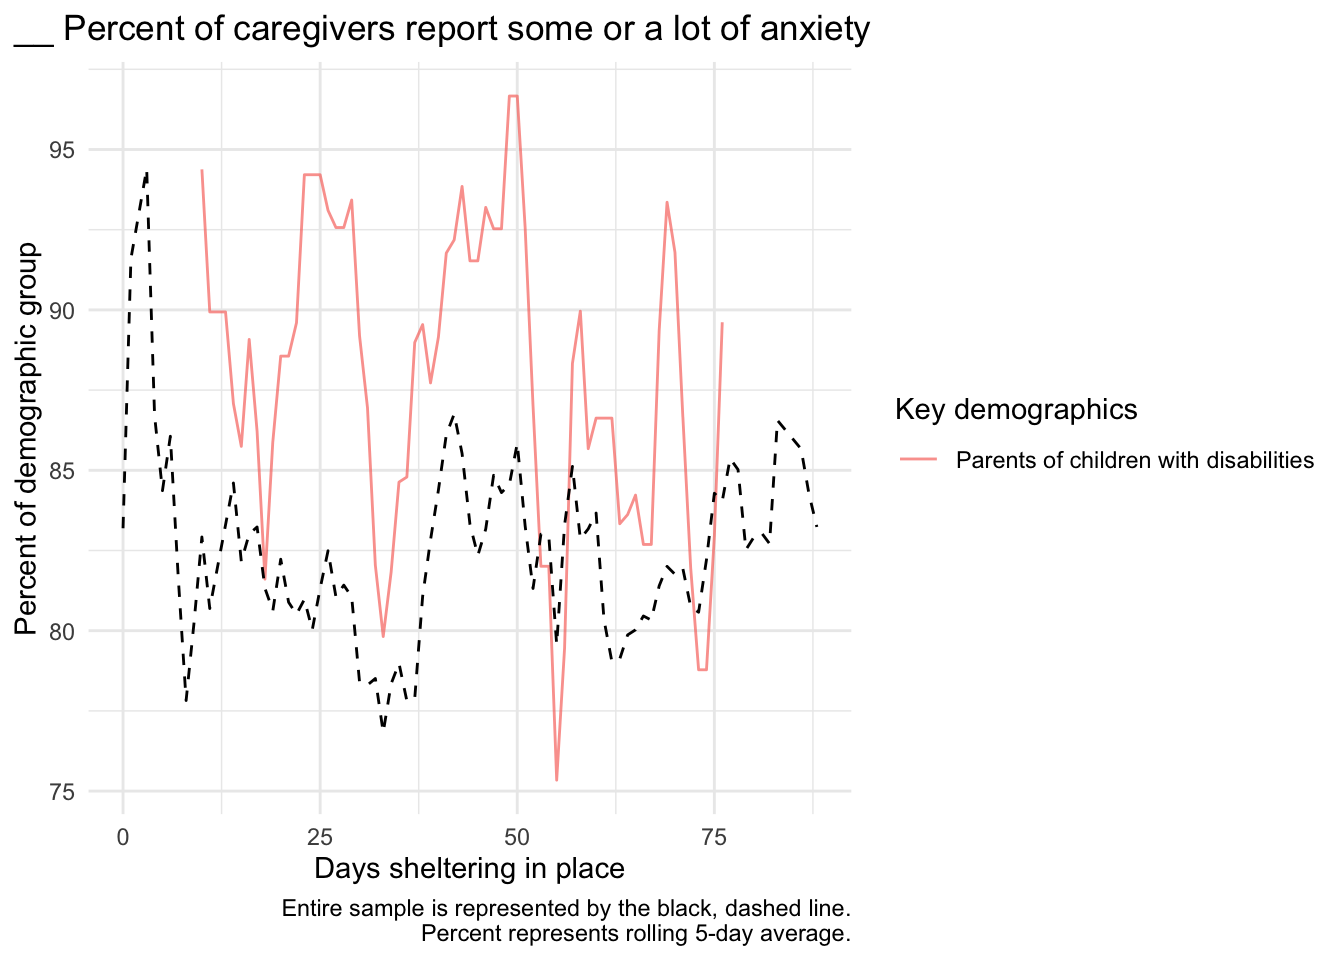 __ Percent of caregivers report some or a lot of anxiety
Percent of demographic group
95
90
85
80
75
0 25 50 75
Days sheltering in place
Entire sample is represented by the black, dashed line.
Percent represents rolling 5-day average.
Key demographics
Parents of children with disabilities